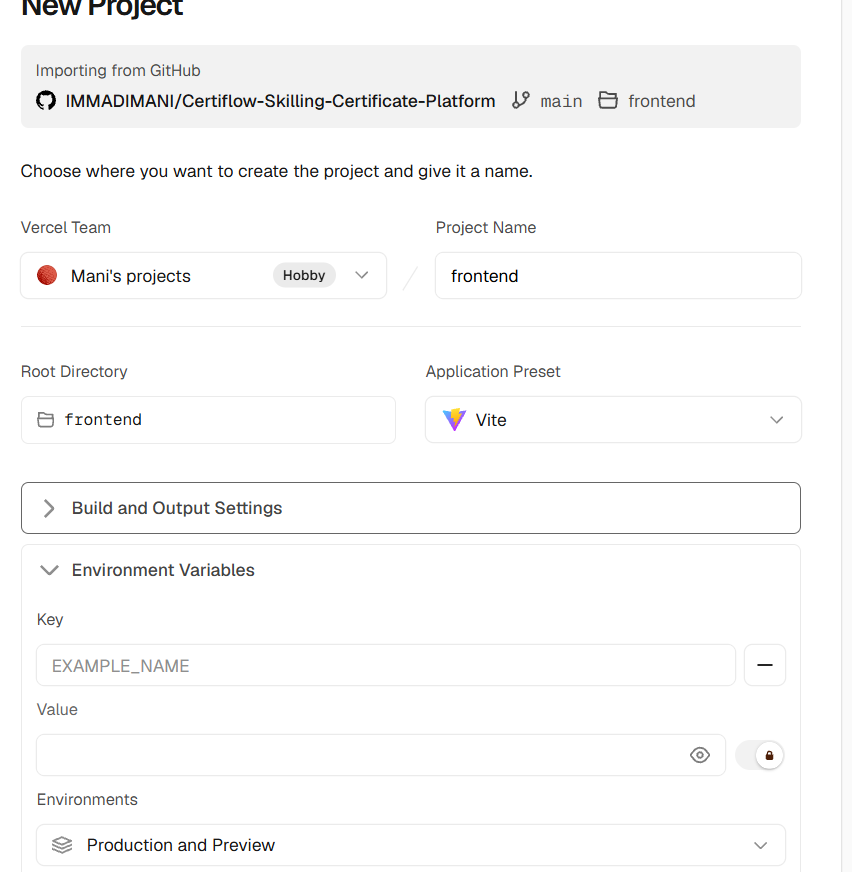 New Project
Importing from GitHub
IMMADIMANI/Certiflow-Skilling-Certificate-Platform main frontend
Choose where you want to create the project and give it a name.
Vercel Team Project Name
Mani's projects Hobby frontend
Root Directory Application Preset
frontend Vite
Build and Output Settings
Environment Variables
Key
EXAMPLE_NAME
Value
Environments
Production and Preview